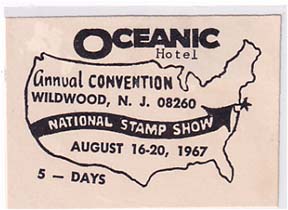 OCEANIC
Hotel
Annual CONVENTION
WILDWOOD, N. J. 08260
NATIONAL STAMP SHOW
AUGUST 16-20, 1967
5 — DAYS